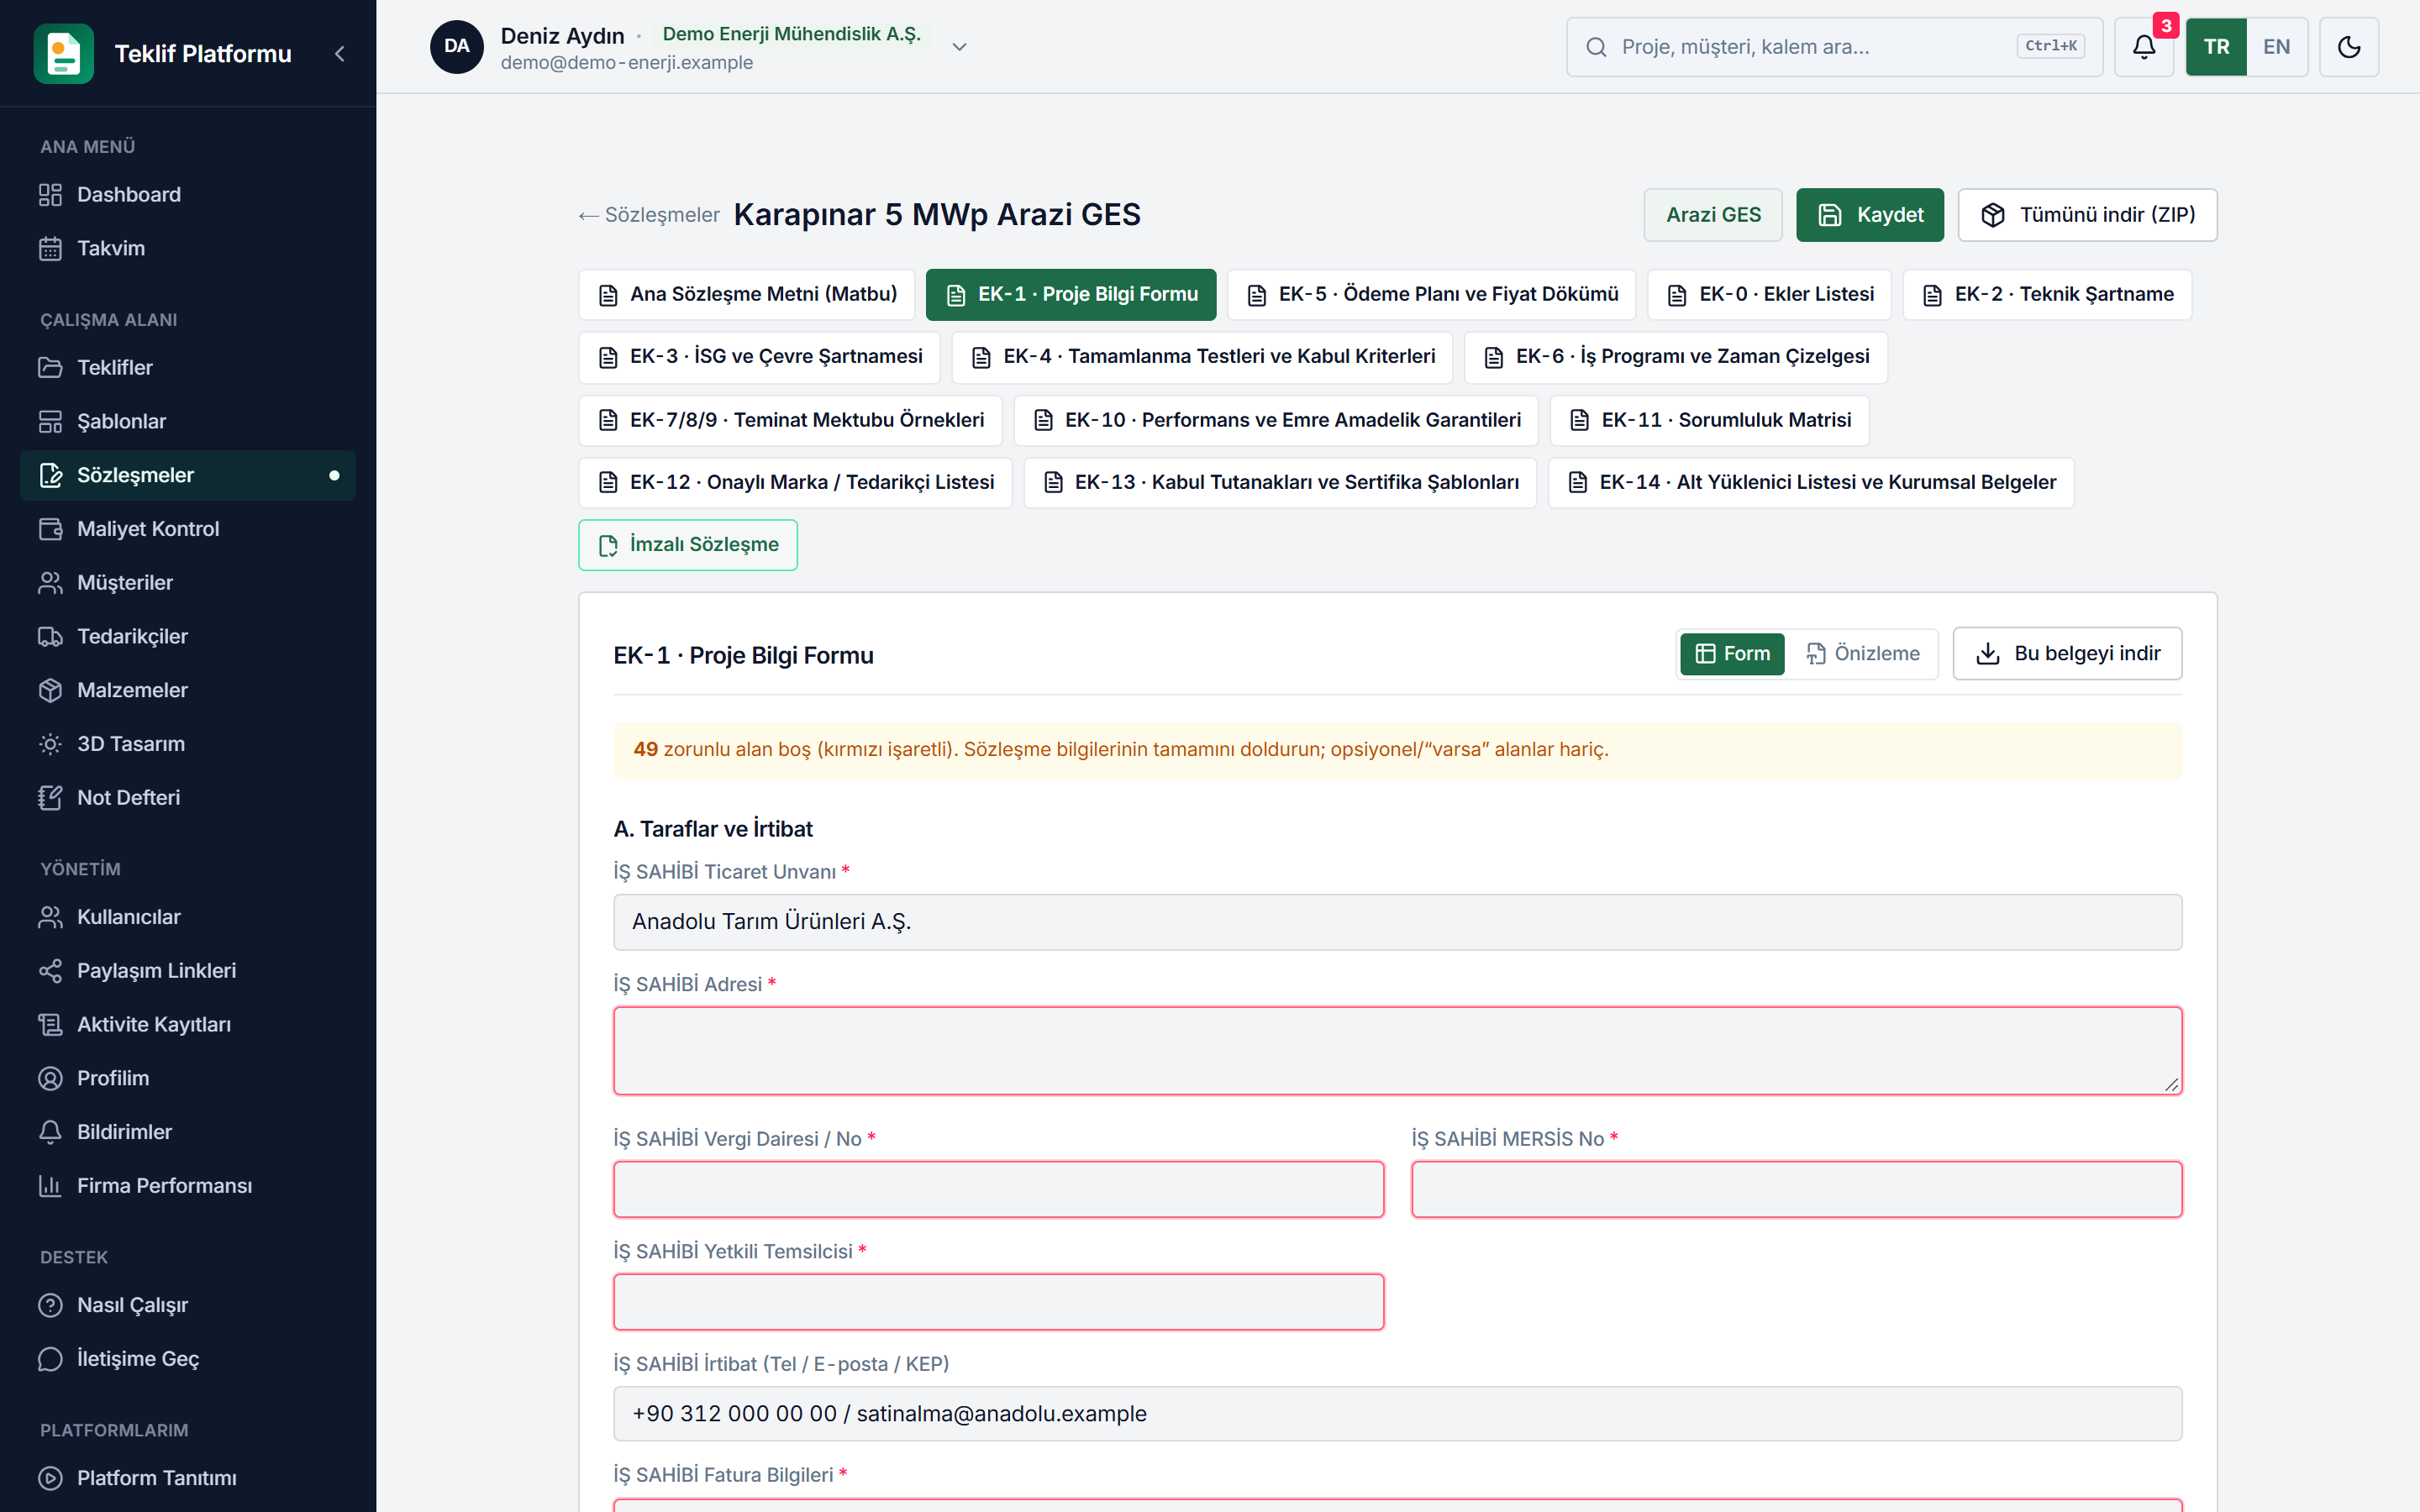 Teklif Platformu
ANA MENÜ
Dashboard
Takvim
ÇALIŞMA ALANI
Teklifler
Şablonlar
Sözleşmeler
Maliyet Kontrol
Müşteriler
Tedarikçiler
Malzemeler
3D Tasarım
Not Defteri
YÖNETİM
Kullanıcılar
Paylaşım Linkleri
Aktivite Kayıtları
Profilim
Bildirimler
Firma Performansı
DESTEK
Nasıl Çalışır
İletişime Geç
PLATFORMLARIM
Platform Tanıtımı
DA
Deniz Aydın · Demo Enerji Mühendislik A.Ş.
demo@demo-enerji.example
Proje, müşteri, kalem ara... Ctrl+K
3
TR EN
← Sözleşmeler Karapınar 5 MWp Arazi GES
Arazi GES Kaydet Tümünü indir (ZIP)
Ana Sözleşme Metni (Matbu) EK-1 · Proje Bilgi Formu EK-5 · Ödeme Planı ve Fiyat Dökümü EK-0 · Ekler Listesi EK-2 · Teknik Şartname
EK-3 · İSG ve Çevre Şartnamesi EK-4 · Tamamlanma Testleri ve Kabul Kriterleri EK-6 · İş Programı ve Zaman Çizelgesi
EK-7/8/9 · Teminat Mektubu Örnekleri EK-10 · Performans ve Emre Amadelik Garantileri EK-11 · Sorumluluk Matrisi
EK-12 · Onaylı Marka / Tedarikçi Listesi EK-13 · Kabul Tutanakları ve Sertifika Şablonları EK-14 · Alt Yüklenici Listesi ve Kurumsal Belgeler
İmzalı Sözleşme
EK-1 · Proje Bilgi Formu
Form Önizleme Bu belgeyi indir
49 zorunlu alan boş (kırmızı işaretli). Sözleşme bilgilerinin tamamını doldurun; opsiyonel/“varsa” alanlar hariç.
A. Taraflar ve İrtibat
İŞ SAHİBİ Ticaret Unvanı *
Anadolu Tarım Ürünleri A.Ş.
İŞ SAHİBİ Adresi *
İŞ SAHİBİ Vergi Dairesi / No * İŞ SAHİBİ MERSİS No *
İŞ SAHİBİ Yetkili Temsilcisi *
İŞ SAHİBİ İrtibat (Tel / E-posta / KEP)
+90 312 000 00 00 / satinalma@anadolu.example
İŞ SAHİBİ Fatura Bilgileri *